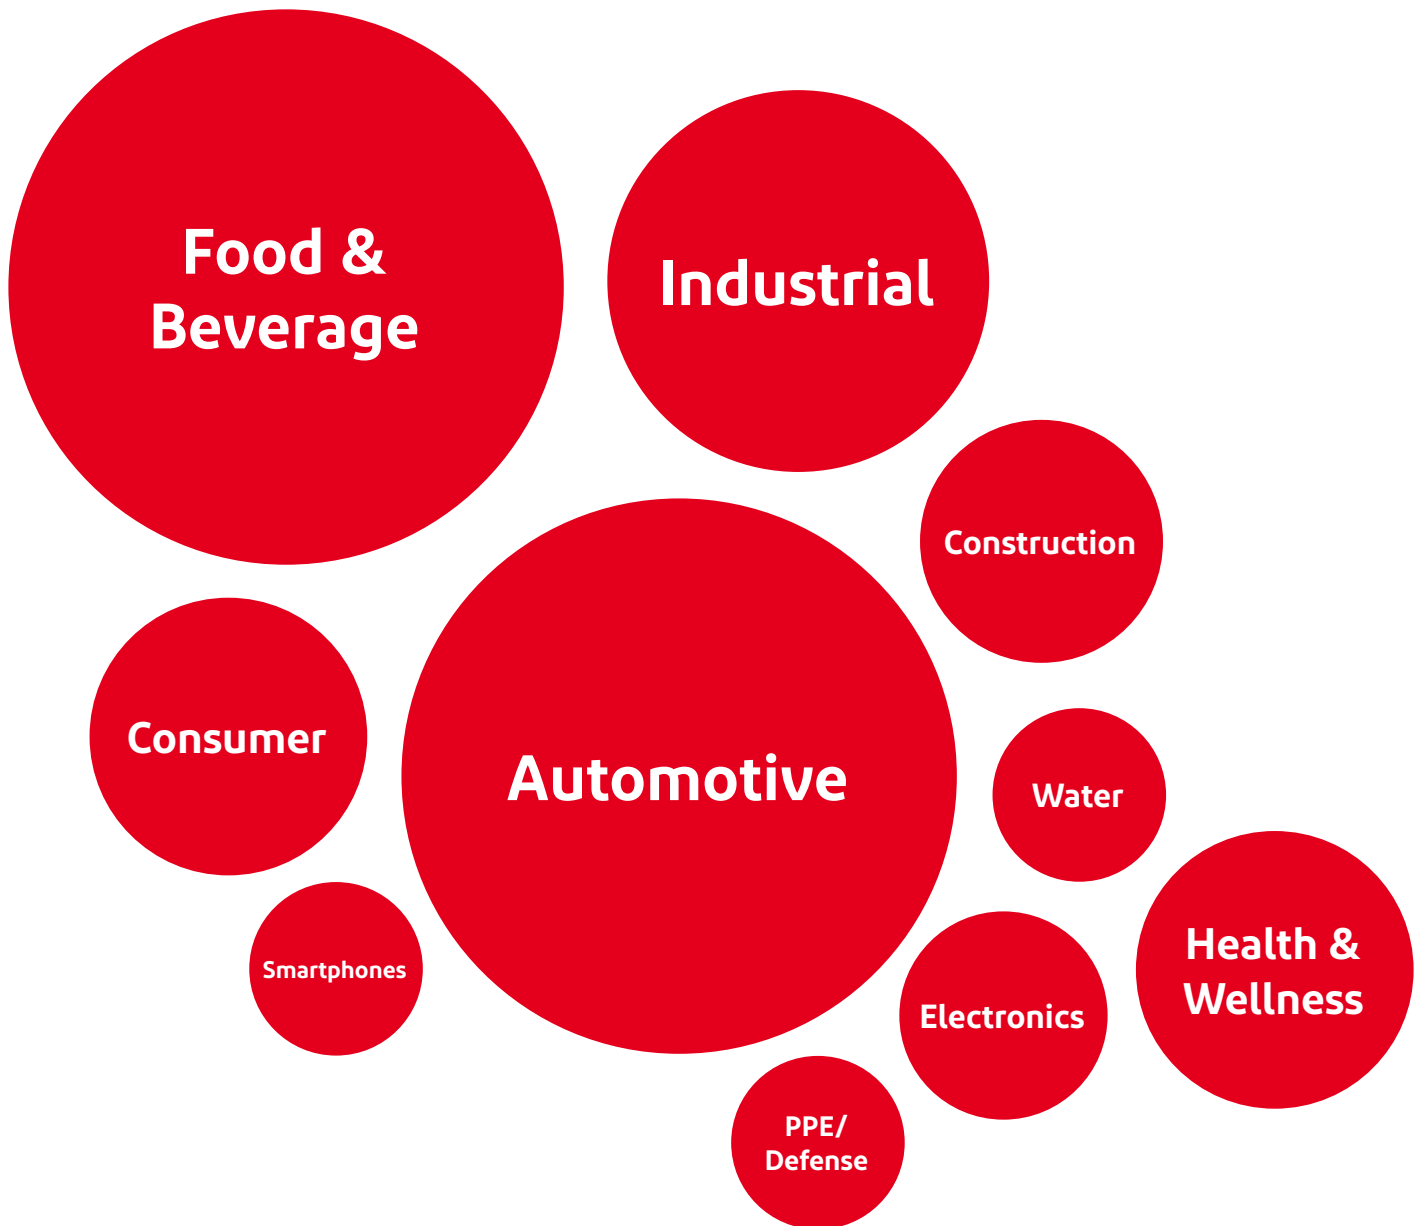 Food &
Beverage
Industrial
Construction
Consumer
Automotive
Water
Smartphones
Health &
Wellness
Electronics
PPE/
Defense